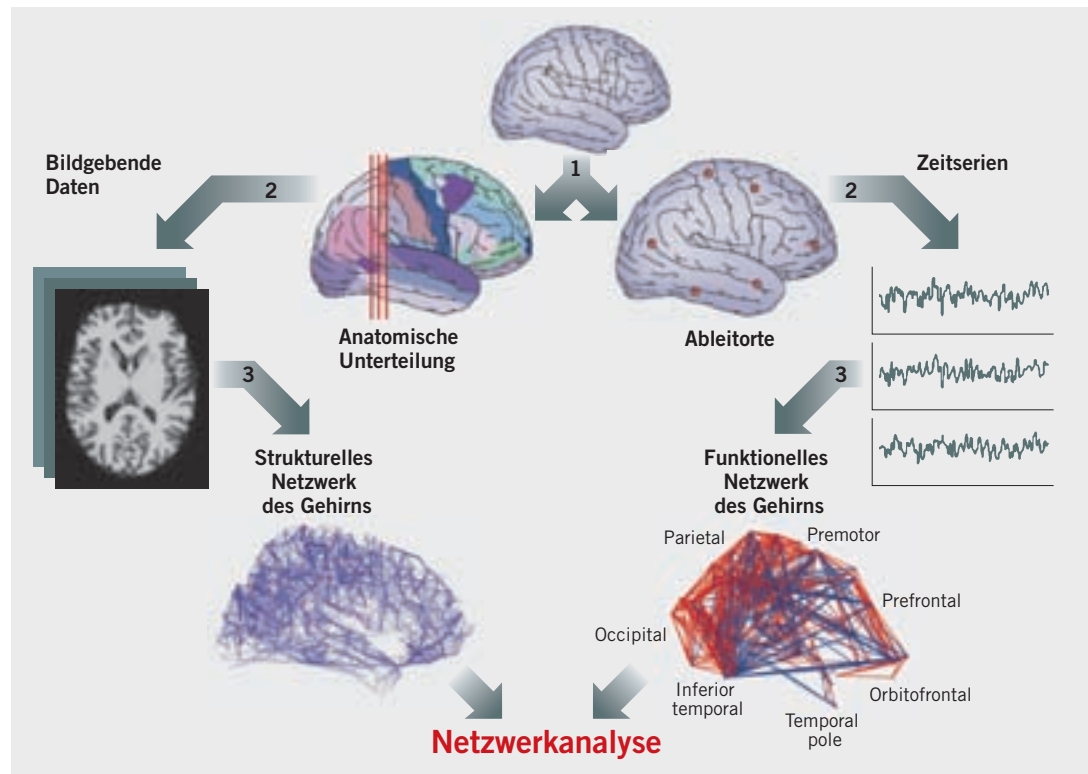 1
Bildgebende
Daten
2
2
Zeitserien
Anatomische
Unterteilung
Ableitorte
3
3
Strukturelles
Netzwerk
des Gehirns
Funktionelles
Netzwerk
des Gehirns
Parietal
Premotor
Prefrontal
Occipital
Inferior
temporal
Orbitofrontal
Temporal
pole
Netzwerkanalyse